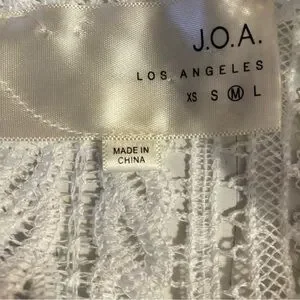 J.O.A.
LOS ANGELES
XS S M L
MADE IN
CHINA